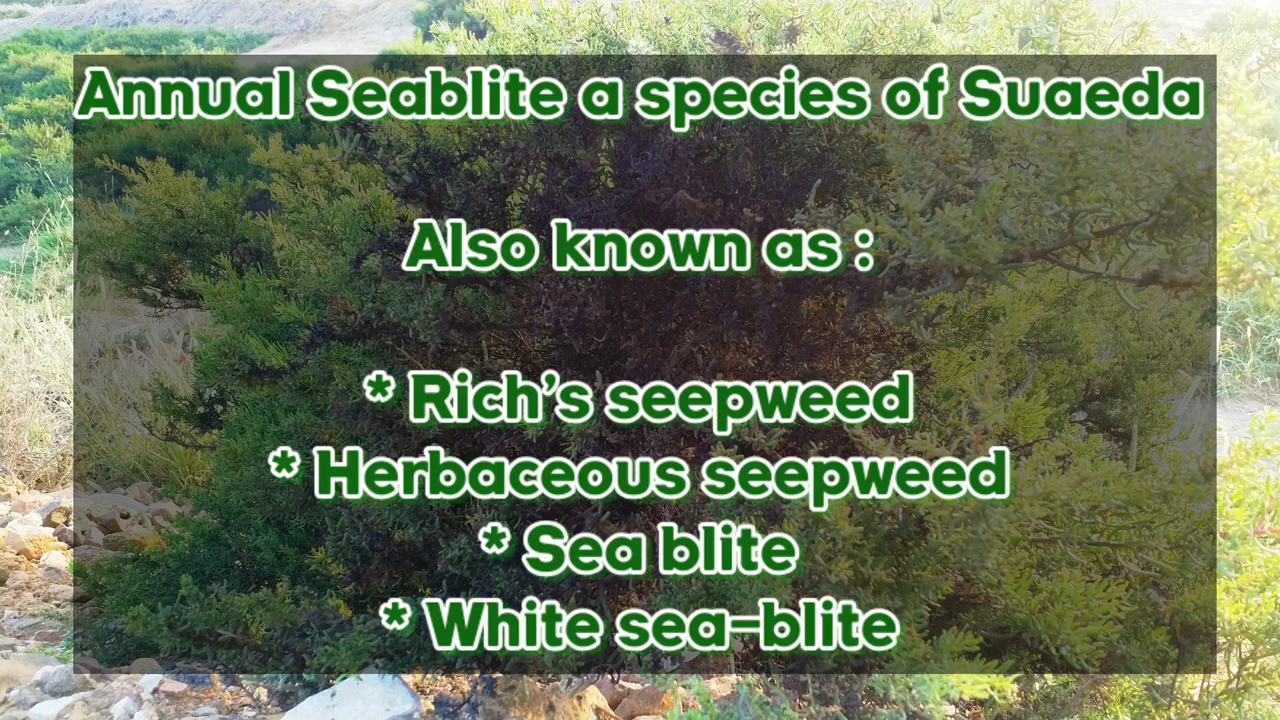 Annual Seablite a species of Suaeda
Also known as :
* Rich's seepweed
* Herbaceous seepweed
* Sea blite
* White sea-blite